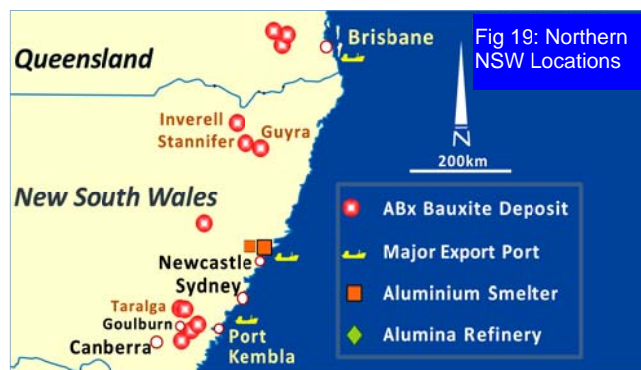 Fig 19: Northern
NSW Locations
Queensland
Brisbane
Inverell
Stannifer
Guyra
200km
New South Wales
Newcastle
Sydney
Taralga
Goulburn
Canberra
Port
Kembla
ABx Bauxite Deposit
Major Export Port
Aluminium Smelter
Alumina Refinery
N